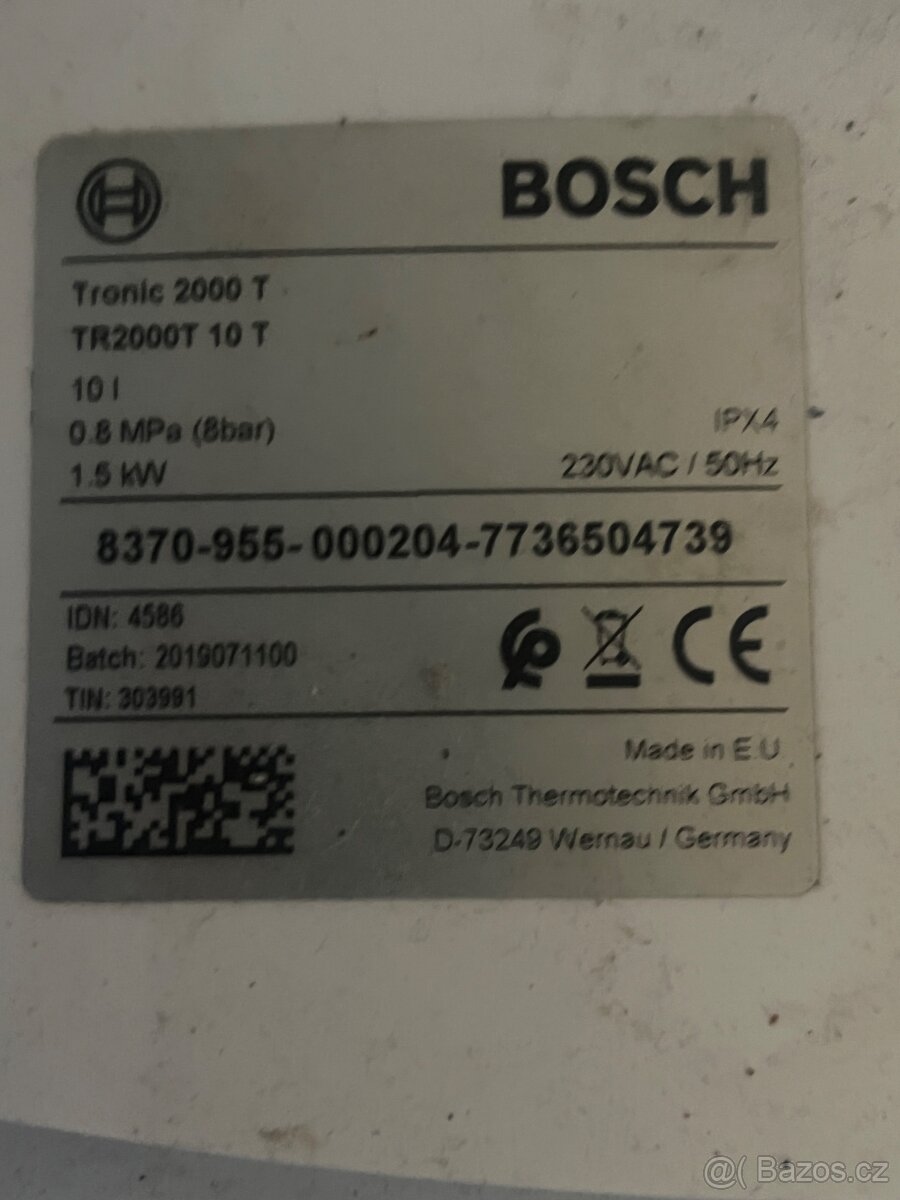 BOSCH
Tronic 2000 T
TR2000T 10 T
10 l
0.8 MPa (8bar)
IPX4
1.5 kW
230VAC / 50Hz
8370-955-000204-7736504739
IDN: 4586
Batch: 2019071100
TIN: 303991
CE
Made in E.U
Bosch Thermotechnik GmbH
D-73249 Wernau / Germany
@( Bazos.cz